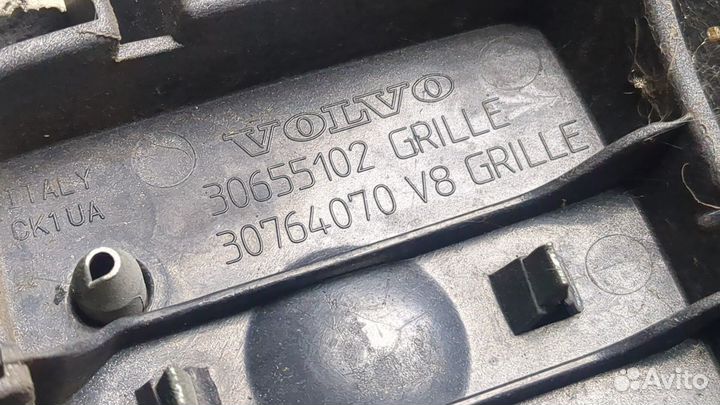 VOLVO
30655102 GRILLE
30764070 V8 GRILLE
ITALY
CK1UA
Avito